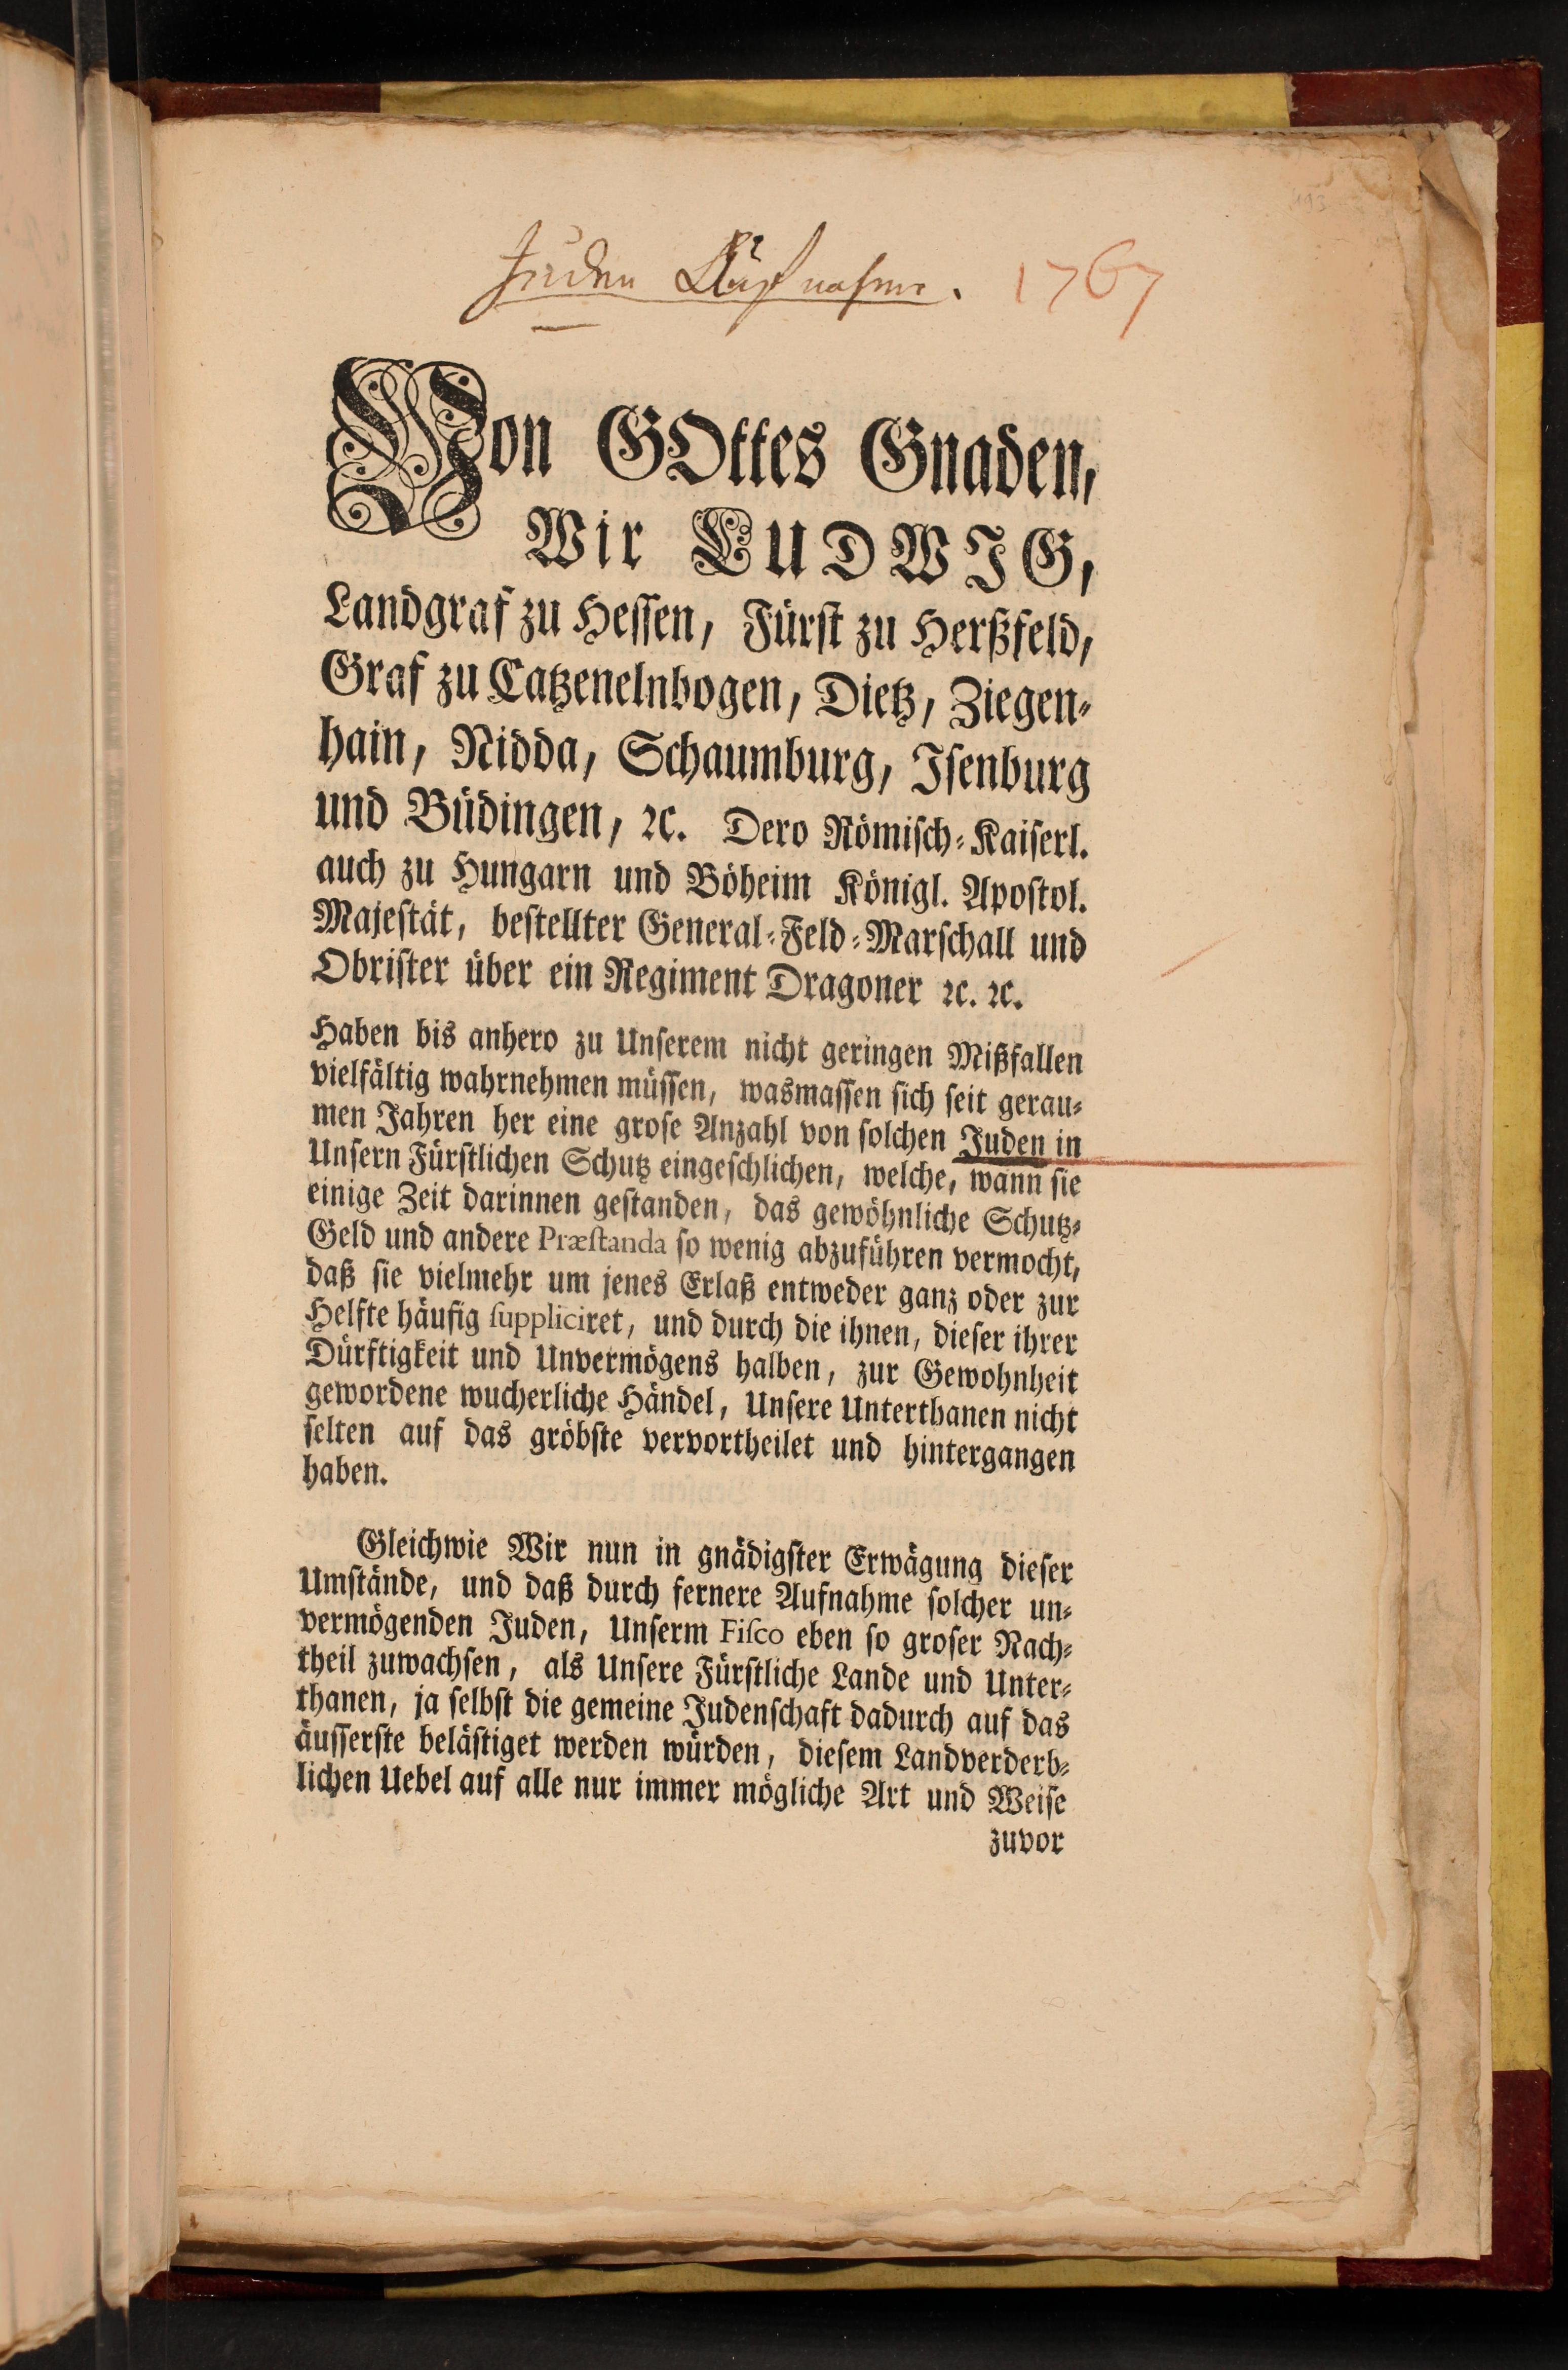 193
Juden Aufnahme. 1767
Von GOttes Gnaden,
Wir LUDWJG,
Landgraf zu Heſſen, Fürſt zu Herßfeld,
Graf zu Catzenelnbogen, Dietz, Ziegen-
hain, Nidda, Schaumburg, Jſenburg
und Büdingen, ꝛc. Dero Römiſch-Kaiſerl.
auch zu Hungarn und Böheim Königl. Apoſtol.
Majeſtät, beſtellter General-Feld-Marſchall und
Obriſter über ein Regiment Dragoner ꝛc. ꝛc.
Haben bis anhero zu Unſerem nicht geringen Mißfallen
vielfältig wahrnehmen müſſen, wasmaſſen ſich ſeit gerau-
men Jahren her eine groſe Anzahl von ſolchen Juden in
Unſern Fürſtlichen Schutz eingeſchlichen, welche, wann ſie
einige Zeit darinnen geſtanden, das gewöhnliche Schutz-
Geld und andere Præſtanda ſo wenig abzuführen vermocht,
daß ſie vielmehr um jenes Erlaß entweder ganz oder zur
Helfte häufig ſuppliciret, und durch die ihnen, dieſer ihrer
Dürftigkeit und Unvermögens halben, zur Gewohnheit
gewordene wucherliche Händel, Unſere Unterthanen nicht
ſelten auf das gröbſte vervortheilet und hintergangen
haben.
Gleichwie Wir nun in gnädigſter Erwägung dieſer
Umſtände, und daß durch fernere Aufnahme ſolcher un-
vermögenden Juden, Unſerm Fiſco eben ſo groſer Nach-
theil zuwachſen, als Unſere Fürſtliche Lande und Unter-
thanen, ja ſelbſt die gemeine Judenſchaft dadurch auf das
äuſſerſte beläſtiget werden würden, dieſem Landverderb-
lichen Uebel auf alle nur immer mögliche Art und Weiſe
zuvor